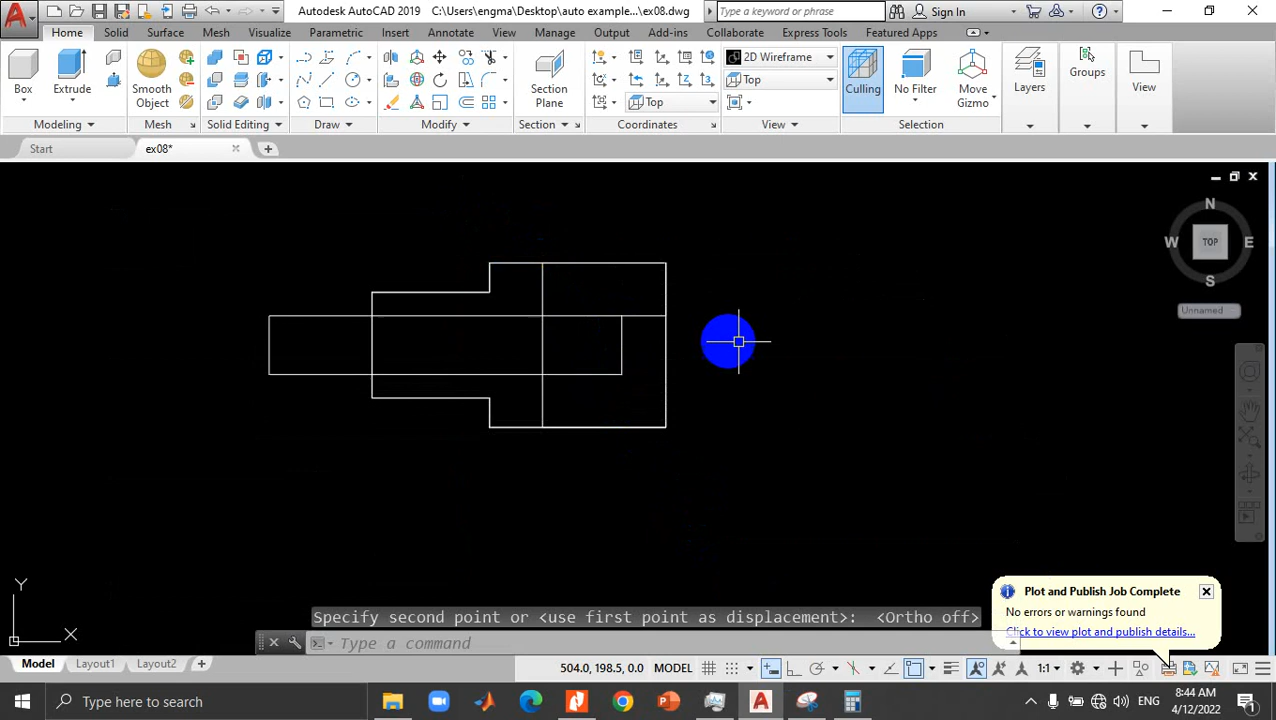 Autodesk AutoCAD 2019 C:\Users\engma\Desktop\auto example...\ex08.dwg Type a keyword or phrase Sign In
Home Solid Surface Mesh Visualize Parametric Insert Annotate View Manage Output Add-ins Collaborate Express Tools Featured Apps
Box
Extrude
Smooth
Object
Section
Plane
Top
2D Wireframe
Top
Culling
No Filter
Move
Gizmo
Layers
Groups
View
Modeling Mesh Solid Editing Draw Modify Section Coordinates View Selection
Start ex08*
N
W TOP E
S
Unnamed
Y
X
Plot and Publish Job Complete
No errors or warnings found
Click to view plot and publish details...
Specify second point or <use first point as displacement>: <Ortho off>
Type a command
Model Layout1 Layout2 504.0, 198.5, 0.0 MODEL 1:1
Type here to search
ENG
8:44 AM
4/12/2022
1